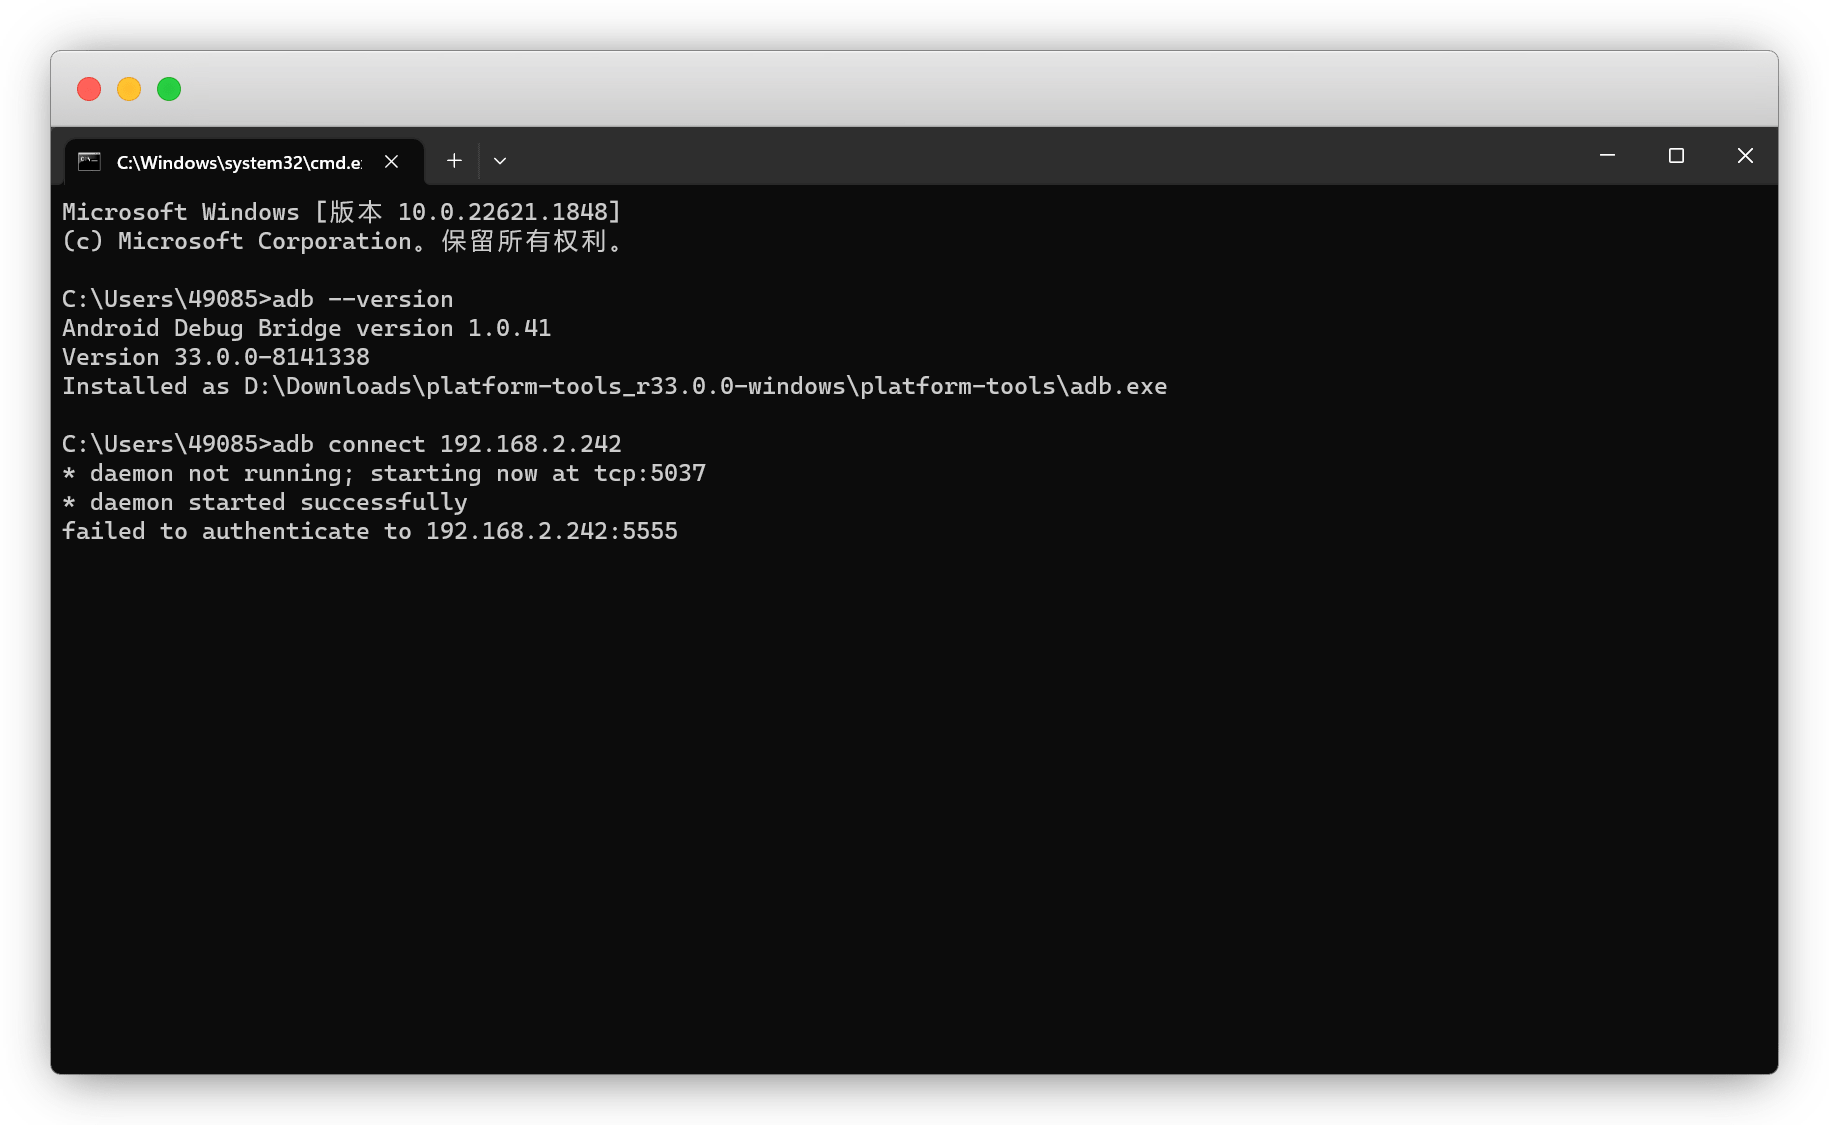 C:\Windows\system32\cmd.e
Microsoft Windows [版本 10.0.22621.1848]
(c) Microsoft Corporation。保留所有权利。
C:\Users\49085>adb --version
Android Debug Bridge version 1.0.41
Version 33.0.0-8141338
Installed as D:\Downloads\platform-tools_r33.0.0-windows\platform-tools\adb.exe
C:\Users\49085>adb connect 192.168.2.242
* daemon not running; starting now at tcp:5037
* daemon started successfully
failed to authenticate to 192.168.2.242:5555